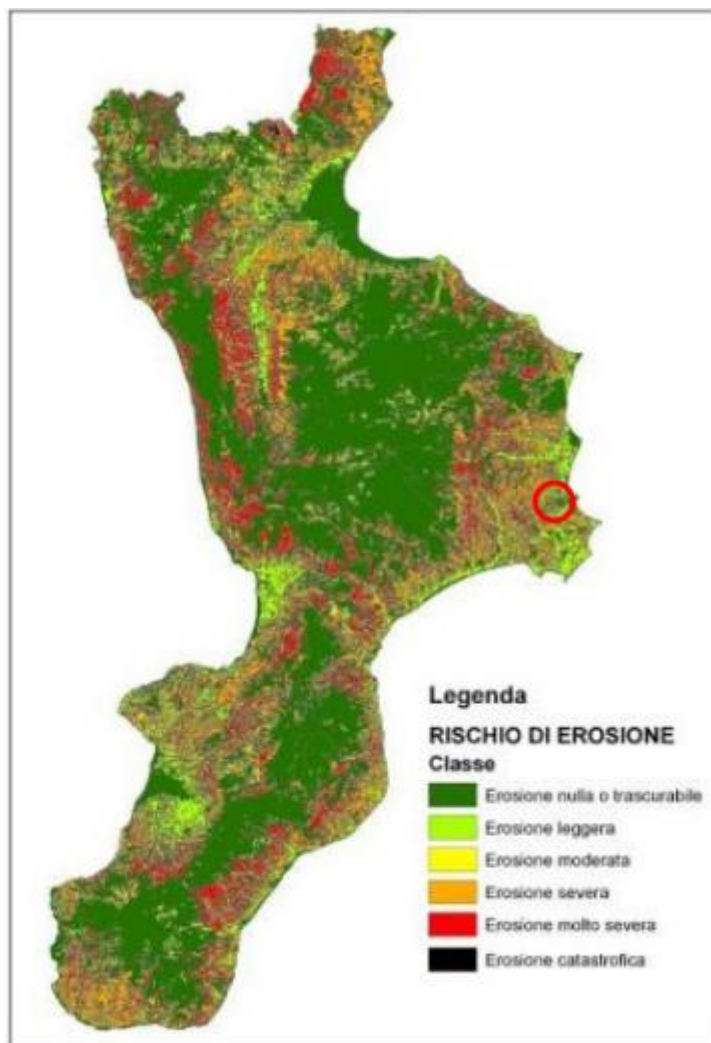 Legenda
RISCHIO DI EROSIONE
Classe
Erosione nulla o trascurabile
Erosione leggera
Erosione moderata
Erosione severa
Erosione molto severa
Erosione catastrofica